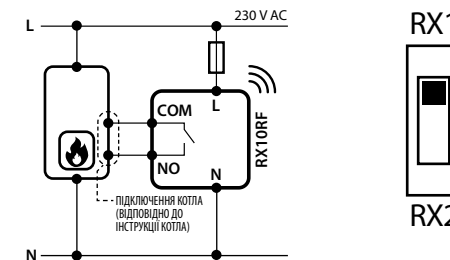 230 V AC
L
RX1
COM
L
RX10RF
NO
N
ПІДКЛЮЧЕННЯ КОТЛА
(ВІДПОВІДНО ДО
ІНСТРУКЦІЇ КОТЛА)
RX2
N